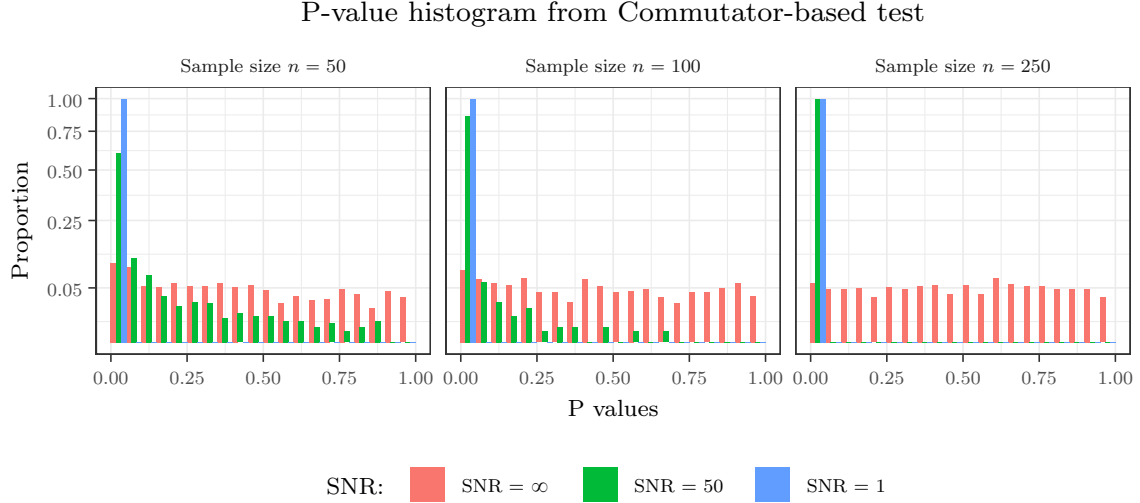 P-value histogram from Commutator-based test
Sample size n = 50
Sample size n = 100
Sample size n = 250
Proportion
1.00
0.75
0.50
0.25
0.05
0.00 0.25 0.50 0.75 1.00
0.00 0.25 0.50 0.75 1.00
0.00 0.25 0.50 0.75 1.00
P values
SNR: SNR = ∞ SNR = 50 SNR = 1